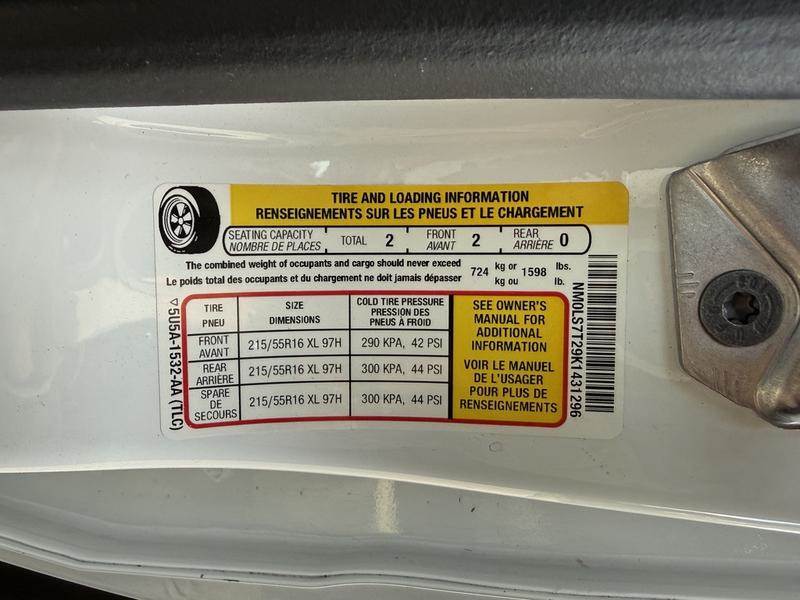 TIRE AND LOADING INFORMATION
RENSEIGNEMENTS SUR LES PNEUS ET LE CHARGEMENT
SEATING CAPACITY
NOMBRE DE PLACES
TOTAL 2
FRONT
AVANT 2
REAR
ARRIÈRE 0
The combined weight of occupants and cargo should never exceed 724 kg or 1598 lbs.
Le poids total des occupants et du chargement ne doit jamais dépasser kg ou lb.
TIRE
PNEU
SIZE
DIMENSIONS
COLD TIRE PRESSURE
PRESSION DES
PNEUS À FROID
FRONT
AVANT
215/55R16 XL 97H
290 KPA, 42 PSI
REAR
ARRIÈRE
215/55R16 XL 97H
300 KPA, 44 PSI
SPARE
DE
SECOURS
215/55R16 XL 97H
300 KPA, 44 PSI
SEE OWNER'S
MANUAL FOR
ADDITIONAL
INFORMATION
VOIR LE MANUEL
DE L'USAGER
POUR PLUS DE
RENSEIGNEMENTS
5U5A-1532-AA (TLC)
NM0LS7T29K1431296